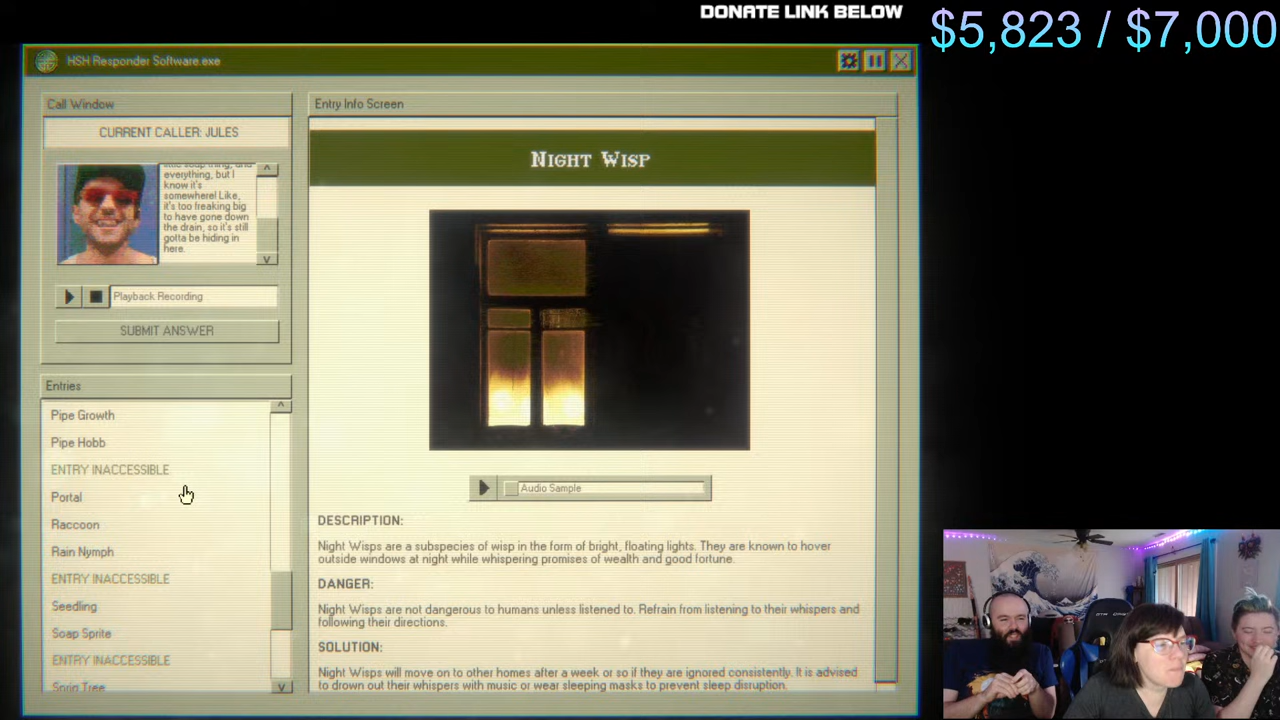 DONATE LINK BELOW
$5,823 / $7,000
HSH Responder Software.exe
Call Window
CURRENT CALLER: JULES
everything, but I
know it's
somewhere! Like,
it's too freaking big
to have gone down
the drain, so it's still
gotta be hiding in
here.
Playback Recording
SUBMIT ANSWER
Entries
Pipe Growth
Pipe Hobb
ENTRY INACCESSIBLE
Portal
Raccoon
Rain Nymph
ENTRY INACCESSIBLE
Seedling
Soap Sprite
ENTRY INACCESSIBLE
Sprig Tree
Entry Info Screen
Night Wisp
Audio Sample
DESCRIPTION:
Night Wisps are a subspecies of wisp in the form of bright, floating lights. They are known to hover
outside windows at night while whispering promises of wealth and good fortune.
DANGER:
Night Wisps are not dangerous to humans unless listened to. Refrain from listening to their whispers and
following their directions.
SOLUTION:
Night Wisps will move on to other homes after a week or so if they are ignored consistently. It is advised
to drown out their whispers with music or wear sleeping masks to prevent sleep disruption.